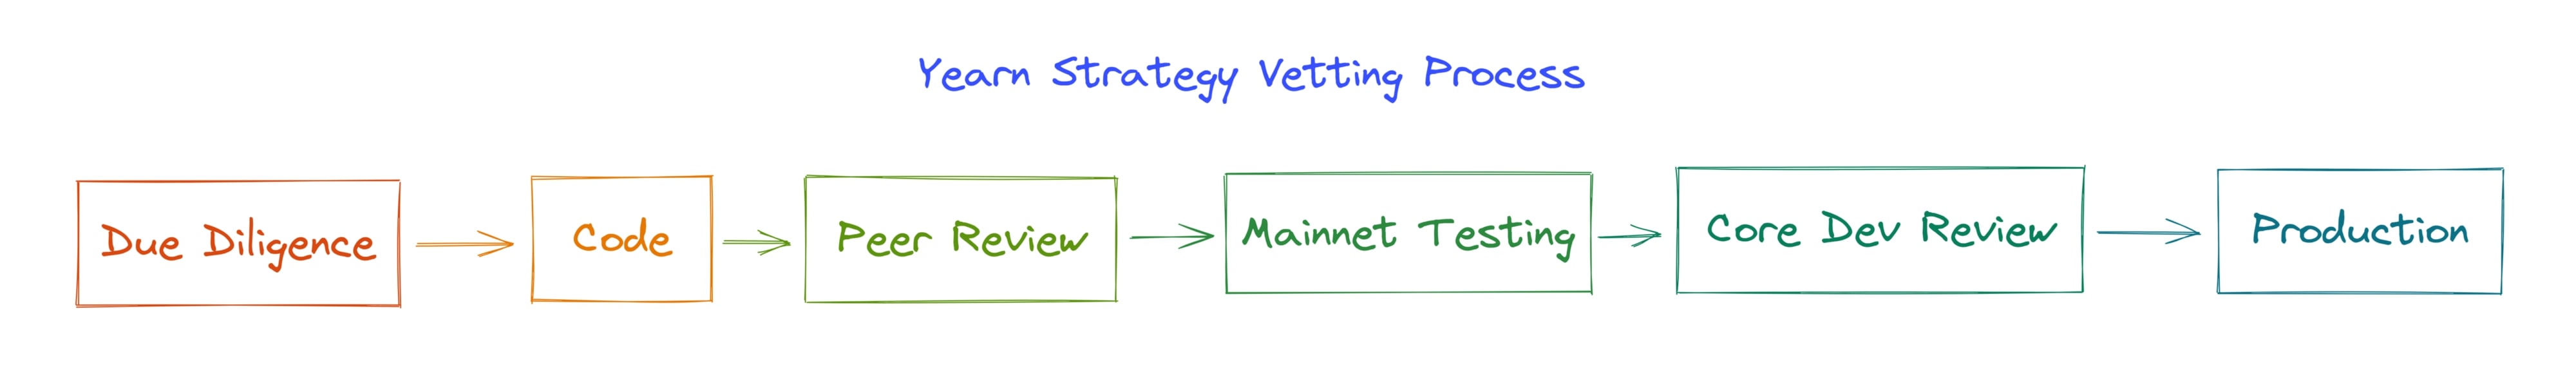 Yearn Strategy Vetting Process
Due Diligence
Code
Peer Review
Mainnet Testing
Core Dev Review
Production